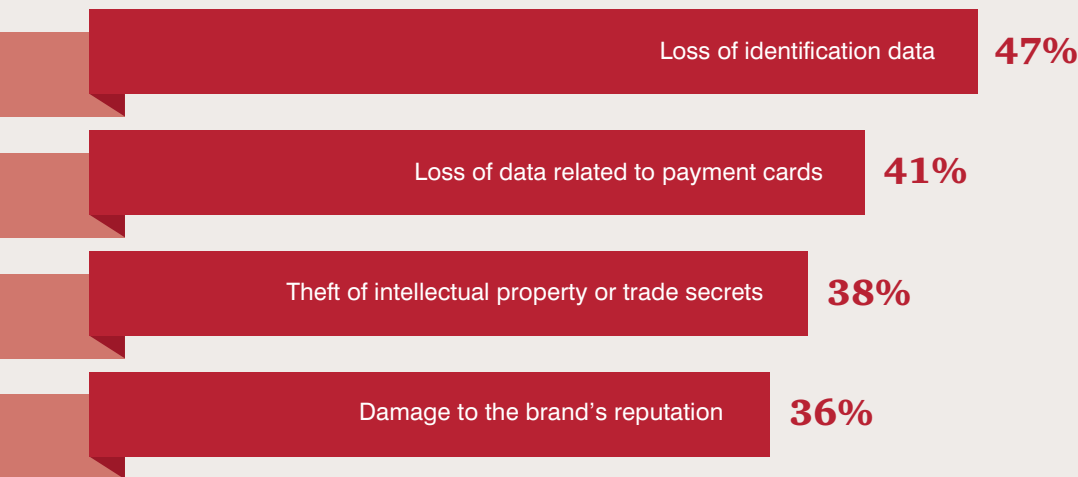 Loss of identification data 47%
Loss of data related to payment cards 41%
Theft of intellectual property or trade secrets 38%
Damage to the brand’s reputation 36%